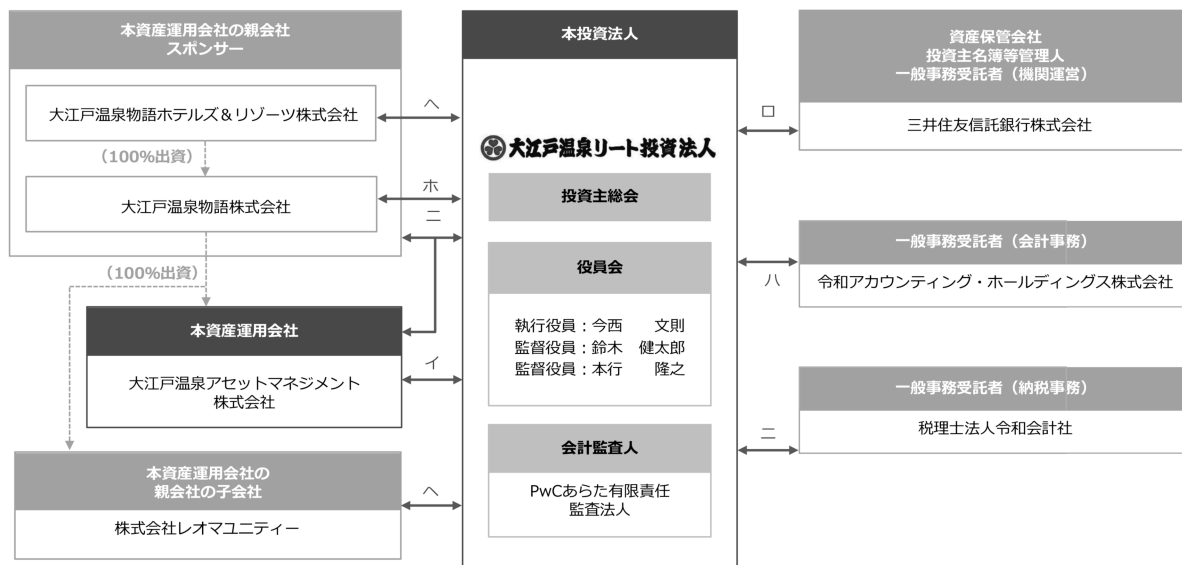 本資産運用会社の親会社
スポンサー
大江戸温泉物語ホテルズ＆リゾーツ株式会社
（100%出資）
大江戸温泉物語株式会社
（100%出資）
本資産運用会社
大江戸温泉アセットマネジメント
株式会社
本資産運用会社の
親会社の子会社
株式会社レオマユニティー
ヘ
ホ
ニ
イ
ヘ
本投資法人
大江戸温泉リート投資法人
投資主総会
役員会
執行役員：今西　　文則
監督役員：鈴木　健太郎
監督役員：本行　　隆之
会計監査人
PwCあらた有限責任
監査法人
ロ
ハ
ニ
資産保管会社
投資主名簿等管理人
一般事務受託者（機関運営）
三井住友信託銀行株式会社
一般事務受託者（会計事務）
令和アカウンティング・ホールディングス株式会社
一般事務受託者（納税事務）
税理士法人令和会計社